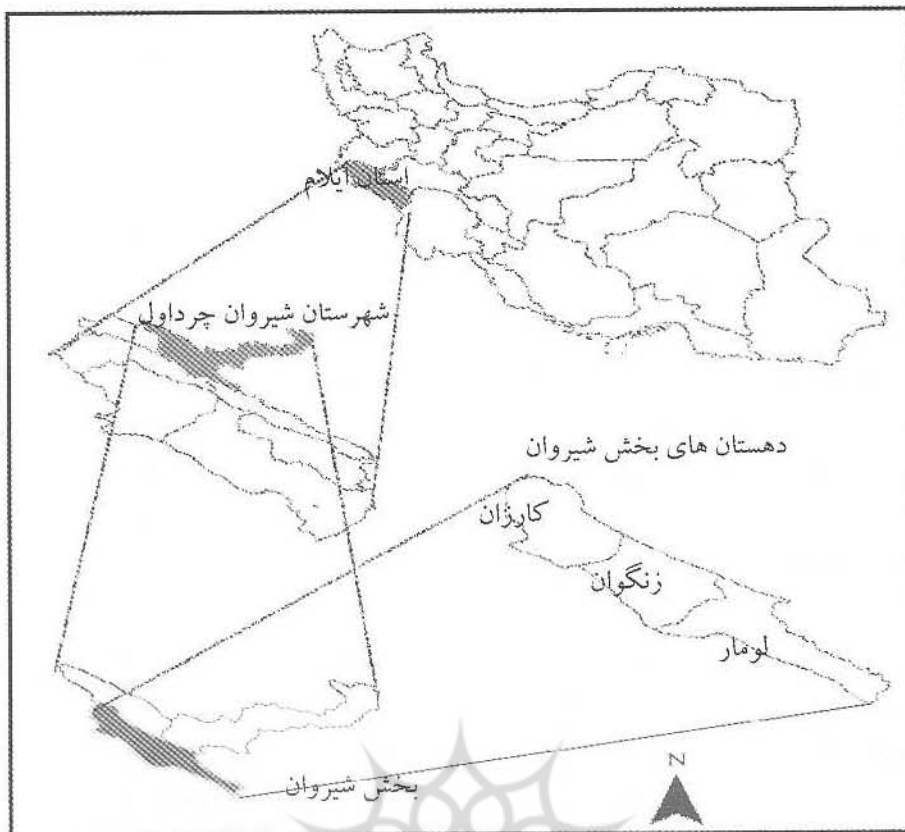 استان ایلام
شهرستان شیروان چرداول
دهستان های بخش شیروان
کارزان
زنگوان
لومار
بخش شیروان
N